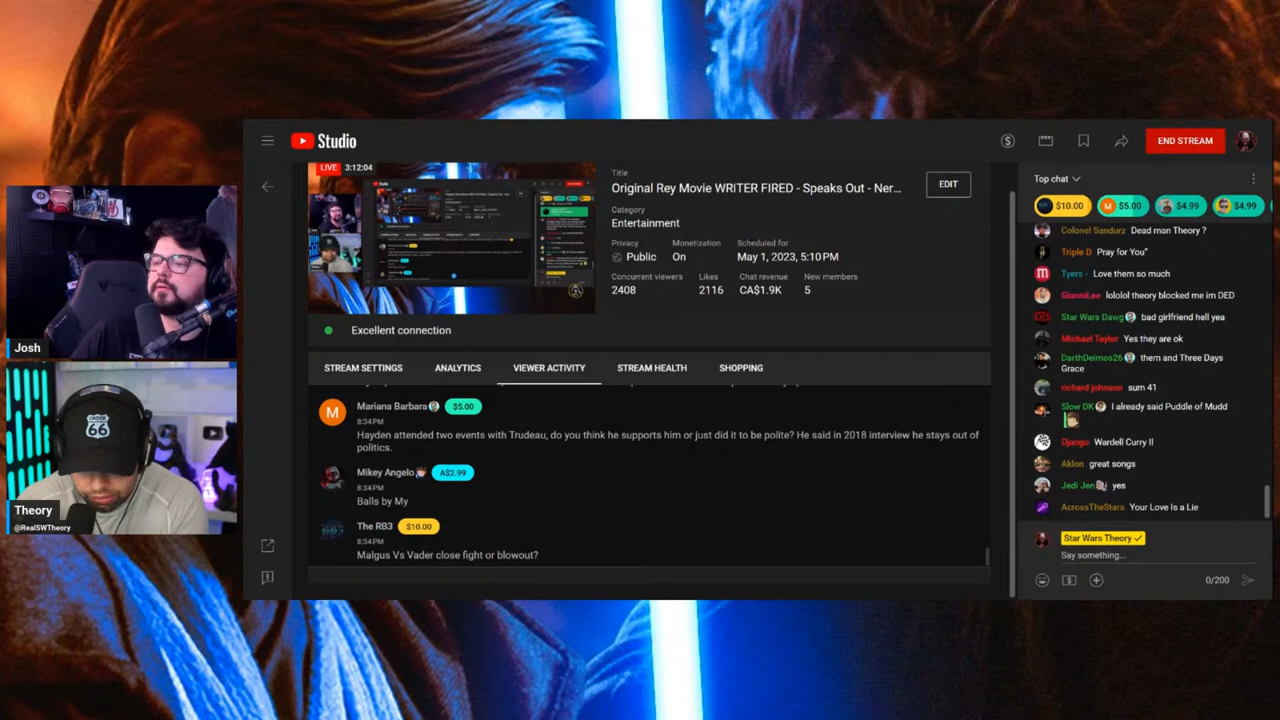 Studio
END STREAM
LIVE 3:12:04
Title
Original Rey Movie WRITER FIRED - Speaks Out - Ner...
EDIT
Category
Entertainment
Privacy Monetization Scheduled for
Public On May 1, 2023, 5:10 PM
Concurrent viewers Likes Chat revenue New members
2408 2116 CA$1.9K 5
Excellent connection
STREAM SETTINGS ANALYTICS VIEWER ACTIVITY STREAM HEALTH SHOPPING
Mariana Barbara $5.00
8:34PM
Hayden attended two events with Trudeau, do you think he supports him or just did it to be polite? He said in 2018 interview he stays out of
politics.
Mikey Angelo A$2.99
8:34PM
Balls by My
The RB3 $10.00
8:34PM
Malgus Vs Vader close fight or blowout?
Top chat
$10.00 M $5.00 $4.99 $4.99
Colonel Sandurz Dead man Theory ?
Triple D Pray for You"
Tyers - Love them so much
GianniLee lololol theory blocked me im DED
Star Wars Dawg bad girlfriend hell yea
Michael Taylor Yes they are ok
DarthDeimos26 them and Three Days
Grace
richard johnson sum 41
Slow DK I already said Puddle of Mudd
Django Wardell Curry II
Aklon great songs
Jedi Jen yes
AcrossTheStars Your Love Is a Lie
Star Wars Theory
Say something...
0/200
Josh
66
Theory
@RealSWTheory